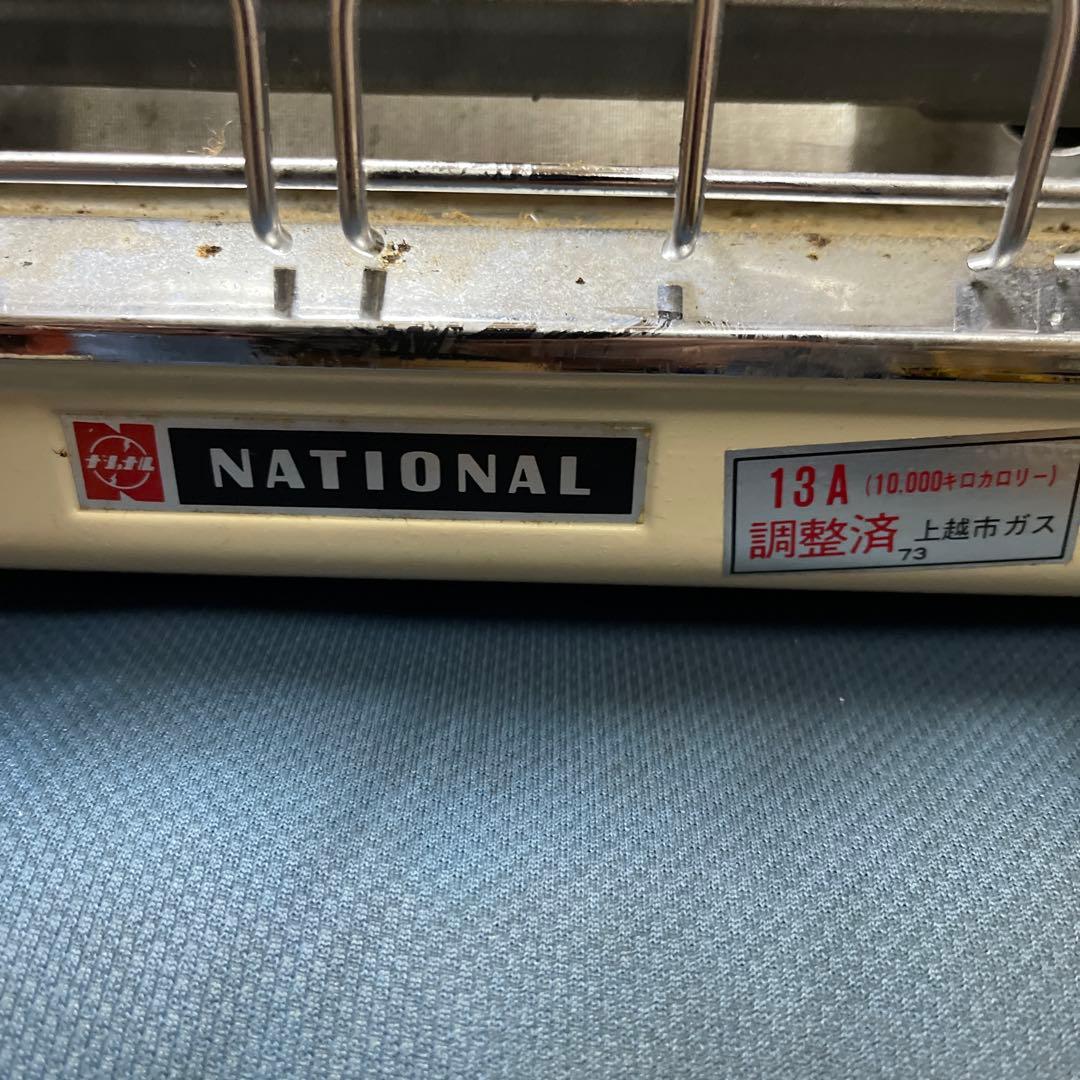 ナショナル
NATIONAL
13A (10.000キロカロリー)
調整済 上越市ガス
73